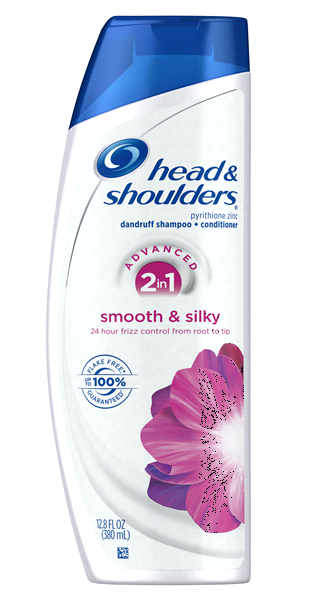 head &
shoulders®
pyrithione zinc
dandruff shampoo + conditioner
ADVANCED
2in1
smooth & silky
24 hour frizz control from root to tip
FLAKE FREE*
UP TO 100%
GUARANTEED
12.8 FL OZ
(380 mL)